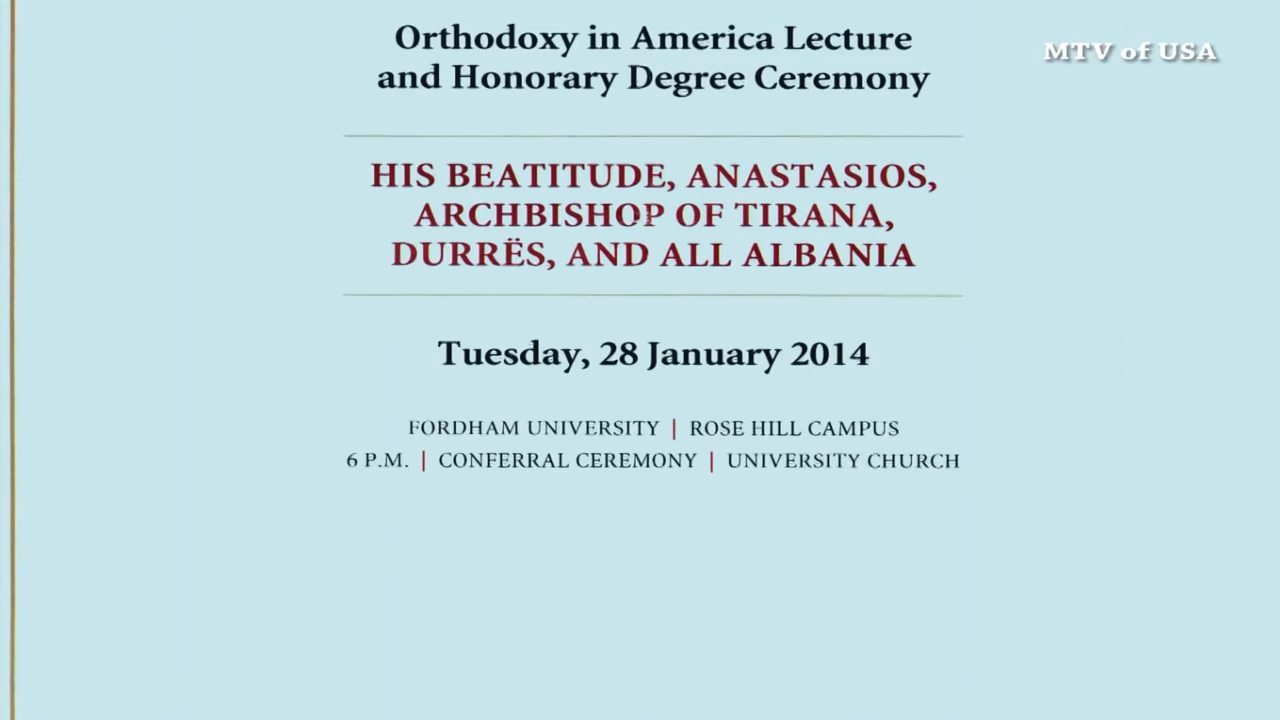 Orthodoxy in America Lecture
and Honorary Degree Ceremony
MTV of USA
HIS BEATITUDE, ANASTASIOS,
ARCHBISHOP OF TIRANA,
DURRËS, AND ALL ALBANIA
Tuesday, 28 January 2014
FORDHAM UNIVERSITY | ROSE HILL CAMPUS
6 P.M. | CONFERRAL CEREMONY | UNIVERSITY CHURCH